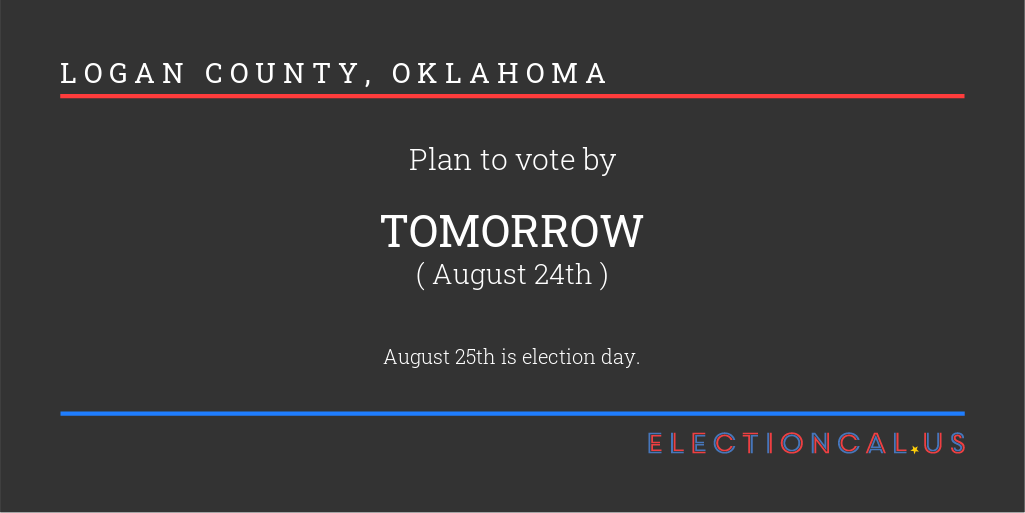 LOGAN COUNTY, OKLAHOMA
Plan to vote by
TOMORROW
( August 24th )
August 25th is election day.
ELECTIONCAL.US